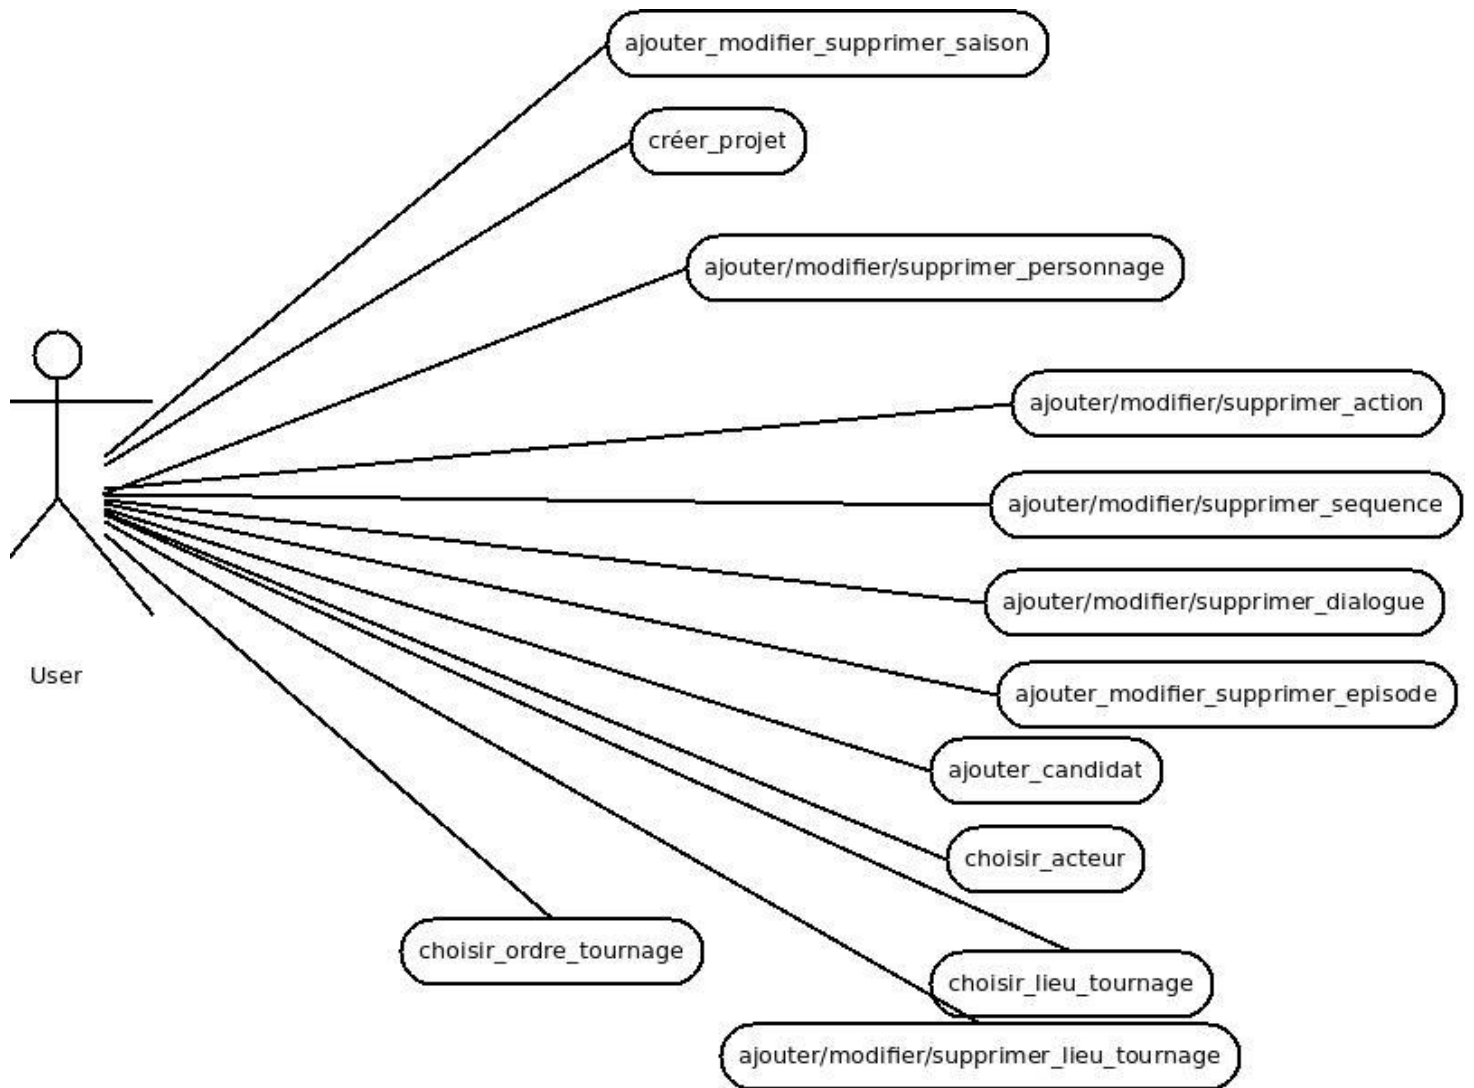 ajouter_modifier_supprimer_saison
créer_projet
ajouter/modifier/supprimer_personnage
ajouter/modifier/supprimer_action
ajouter/modifier/supprimer_sequence
ajouter/modifier/supprimer_dialogue
User
ajouter_modifier_supprimer_episode
ajouter_candidat
choisir_acteur
choisir_ordre_tournage
choisir_lieu_tournage
ajouter/modifier/supprimer_lieu_tournage